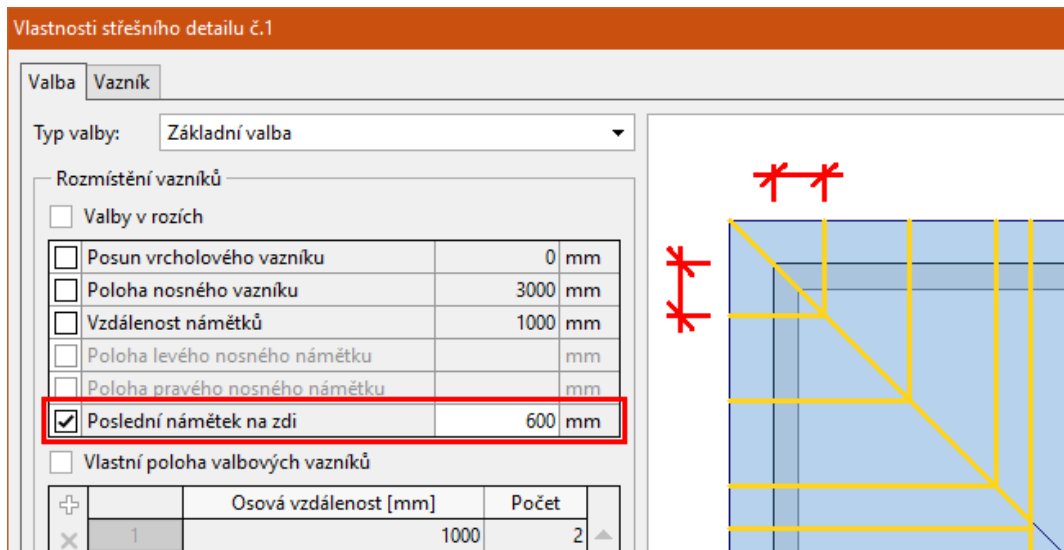 Vlastnosti střešního detailu č.1
Valba Vazník
Typ valby: Základní valba
Rozmístění vazníků
Valby v rozích
Posun vrcholového vazníku 0 mm
Poloha nosného vazníku 3000 mm
Vzdálenost námětků 1000 mm
Poloha levého nosného námětku mm
Poloha pravého nosného námětku mm
Poslední námětek na zdi 600 mm
Vlastní poloha valbových vazníků
Osová vzdálenost [mm] Počet
1 1000 2